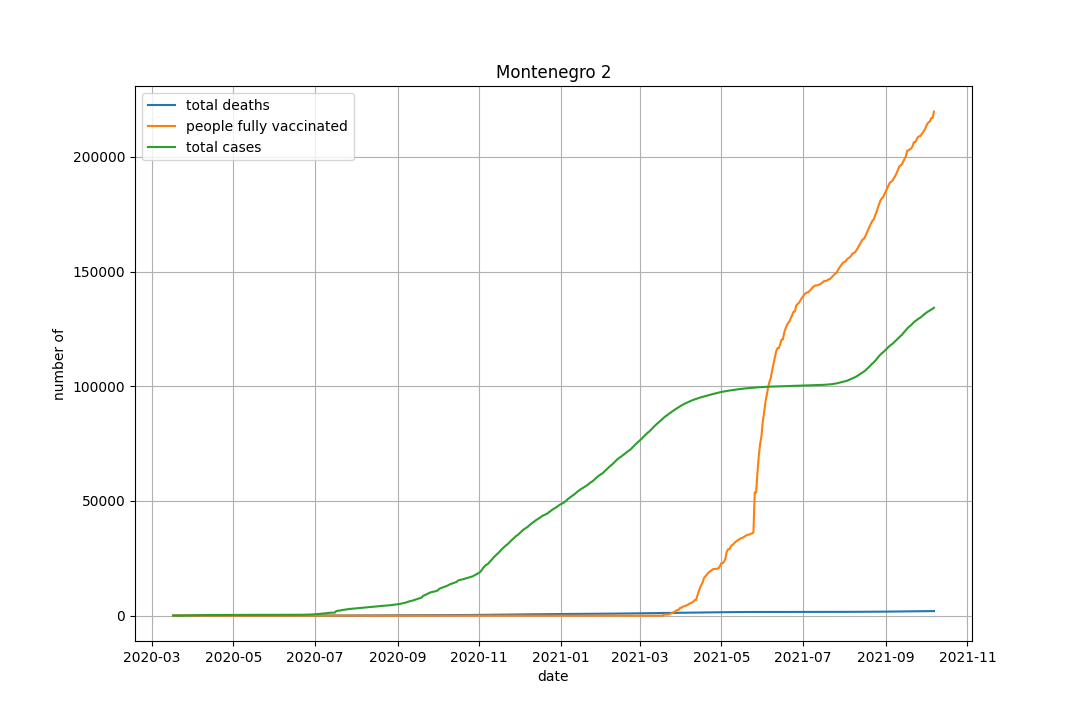 Montenegro 2
total deaths
people fully vaccinated
total cases
number of
200000
150000
100000
50000
0
2020-03 2020-05 2020-07 2020-09 2020-11 2021-01 2021-03 2021-05 2021-07 2021-09 2021-11
date